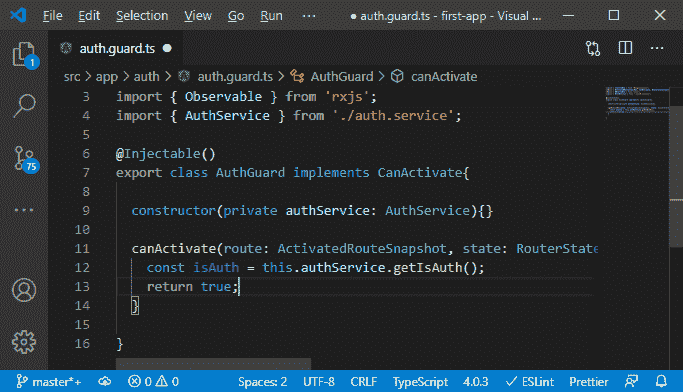 File Edit Selection View Go Run ··· ● auth.guard.ts - first-app - Visual ...
1
auth.guard.ts ●
src > app > auth > auth.guard.ts > AuthGuard > canActivate
3 import { Observable } from 'rxjs';
4 import { AuthService } from './auth.service';
5
6 @Injectable()
7 export class AuthGuard implements CanActivate{
8
9 constructor(private authService: AuthService){}
10
11 canActivate(route: ActivatedRouteSnapshot, state: RouterState
12 const isAuth = this.authService.getIsAuth();
13 return true;
14 }
15
16 }
75
master*+ 0 0 Spaces: 2 UTF-8 CRLF TypeScript 4.0.3 ESLint Prettier